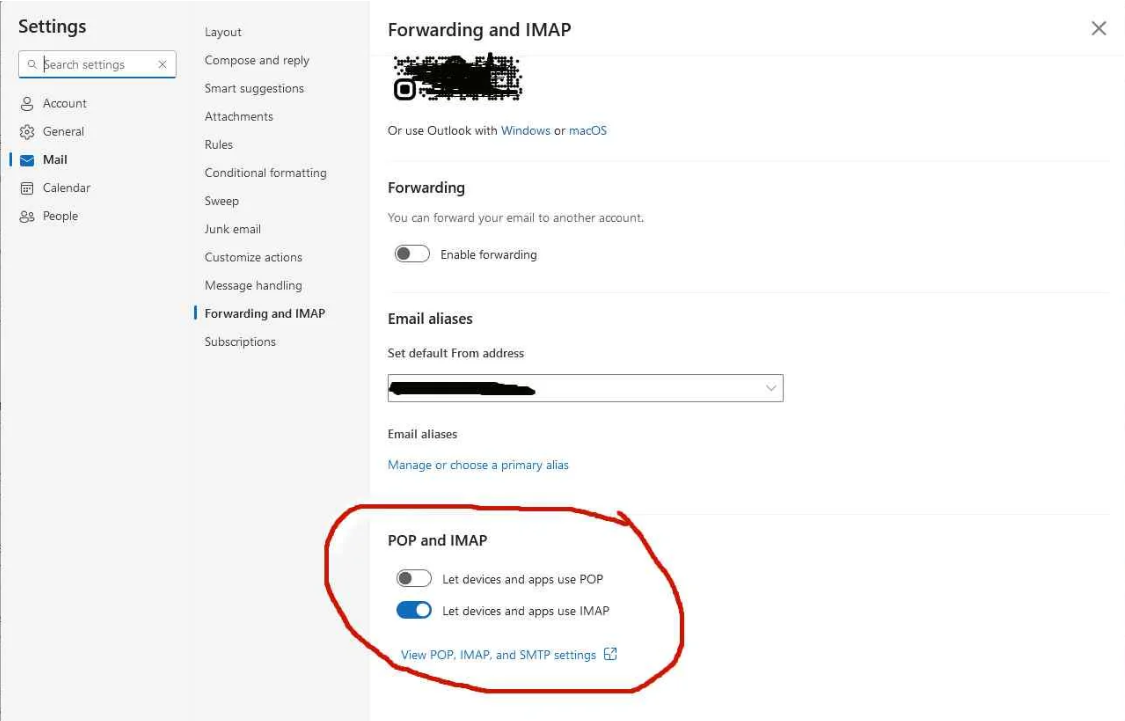 Settings
Search settings
Account
General
Mail
Calendar
People
Layout
Compose and reply
Smart suggestions
Attachments
Rules
Conditional formatting
Sweep
Junk email
Customize actions
Message handling
Forwarding and IMAP
Subscriptions
Forwarding and IMAP
Or use Outlook with Windows or macOS
Forwarding
You can forward your email to another account.
Enable forwarding
Email aliases
Set default From address
Email aliases
Manage or choose a primary alias
POP and IMAP
Let devices and apps use POP
Let devices and apps use IMAP
View POP, IMAP, and SMTP settings